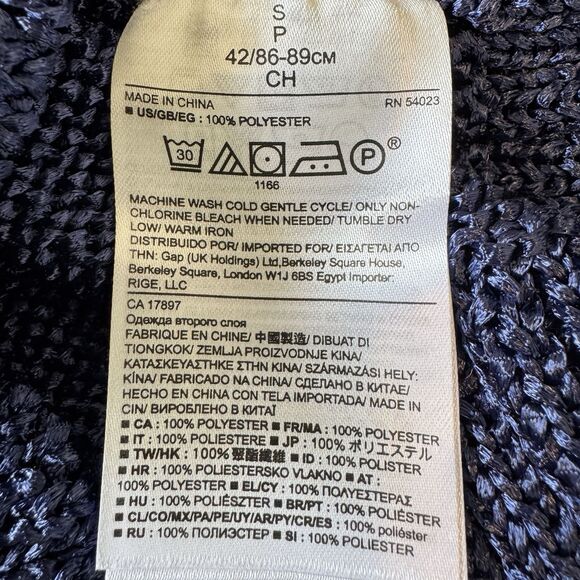 S
P
42/86-89CM
CH
MADE IN CHINA RN 54023
■ US/GB/EG : 100% POLYESTER
30 P ®
1166
MACHINE WASH COLD GENTLE CYCLE/ ONLY NON-
CHLORINE BLEACH WHEN NEEDED/ TUMBLE DRY
LOW/ WARM IRON
DISTRIBUIDO POR/ IMPORTED FOR/ ΕΙΣΑΓΕΤΑΙ ΑΠΟ
ΤΗΝ: Gap (UK Holdings) Ltd,Berkeley Square House,
Berkeley Square, London W1J 6BS Egypt Importer:
RIGE, LLC
CA 17897
Одежда второго слоя
FABRIQUE EN CHINE/ 中國製造/ DIBUAT DI
TIONGKOK/ ZEMLJA PROIZVODNJE KINA/
ΚΑΤΑΣΚΕΥΑΣΤΗΚΕ ΣΤΗΝ ΚΙΝΑ/ SZÁRMAZÁSI HELY:
KÍNA/ FABRICADO NA CHINA/ СДЕЛАНО В КИТАЕ/
HECHO EN CHINA CON TELA IMPORTADA/ MADE IN
CIN/ ВИРОБЛЕНО В КИТАЇ
■ CA : 100% POLYESTER ■ FR/MA : 100% POLYESTER
■ IT : 100% POLIESTERE ■ JP : 100% ポリエステル
■ TW/HK : 100% 聚酯纖維 ■ ID : 100% POLISTER
■ HR : 100% POLIESTERSKO VLAKNO ■ AT :
100% POLYESTER ■ EL/CY : 100% ΠΟΛΥΕΣΤΕΡΑΣ
■ HU : 100% POLIÉSZTER ■ BR/PT : 100% POLIÉSTER
■ CL/CO/MX/PA/PE/UY/AR/PY/CR/ES : 100% poliéster
■ RU : 100% ПОЛИЭСТЕР ■ SI : 100% POLIESTER